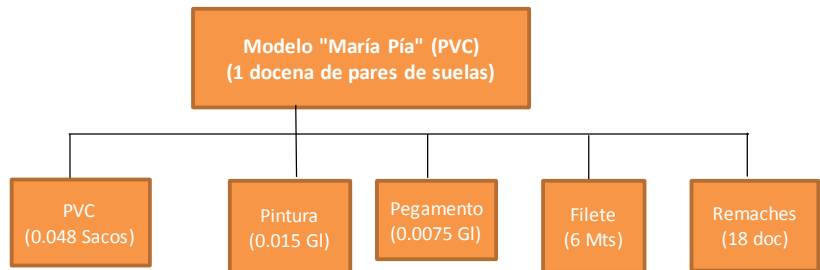 Modelo "María Pía" (PVC)
(1 docena de pares de suelas)
PVC
(0.048 Sacos)
Pintura
(0.015 Gl)
Pegamento
(0.0075 Gl)
Filete
(6 Mts)
Remaches
(18 doc)